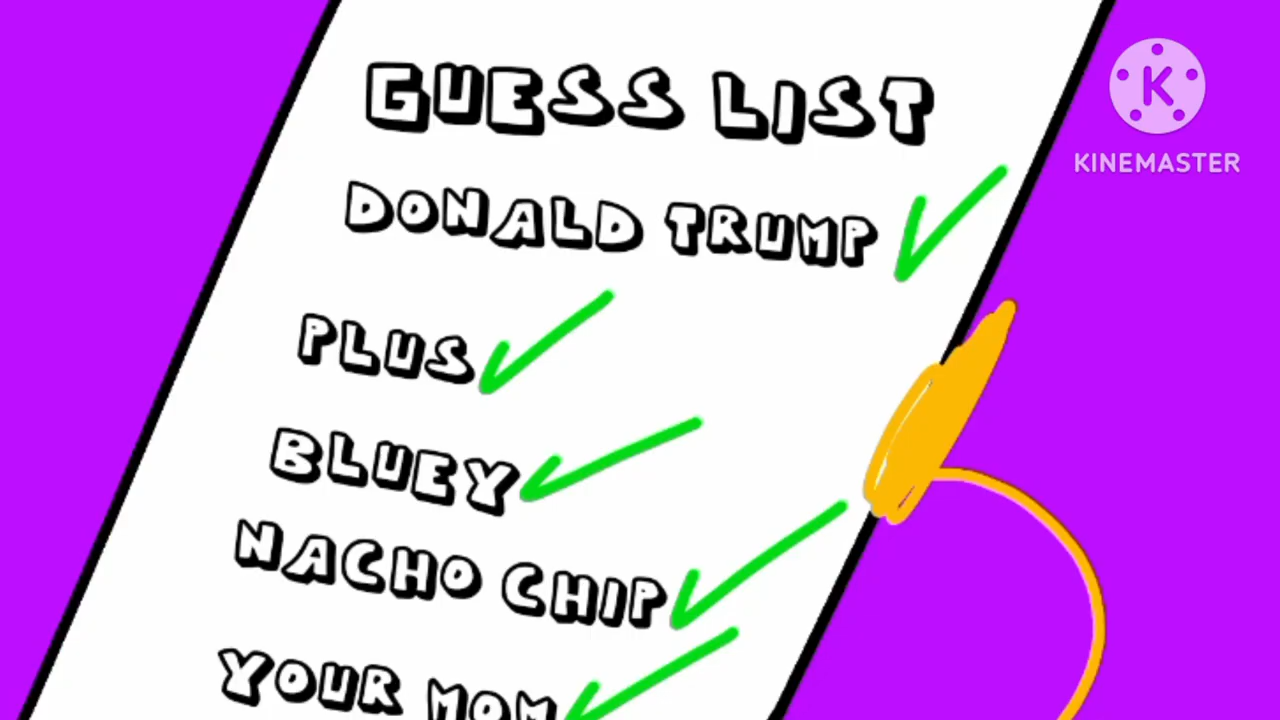 GUESS LIST
DONALD TRUMP
PLUS
BLUEY
NACHO CHIP
YOUR MOM
K
KINEMASTER